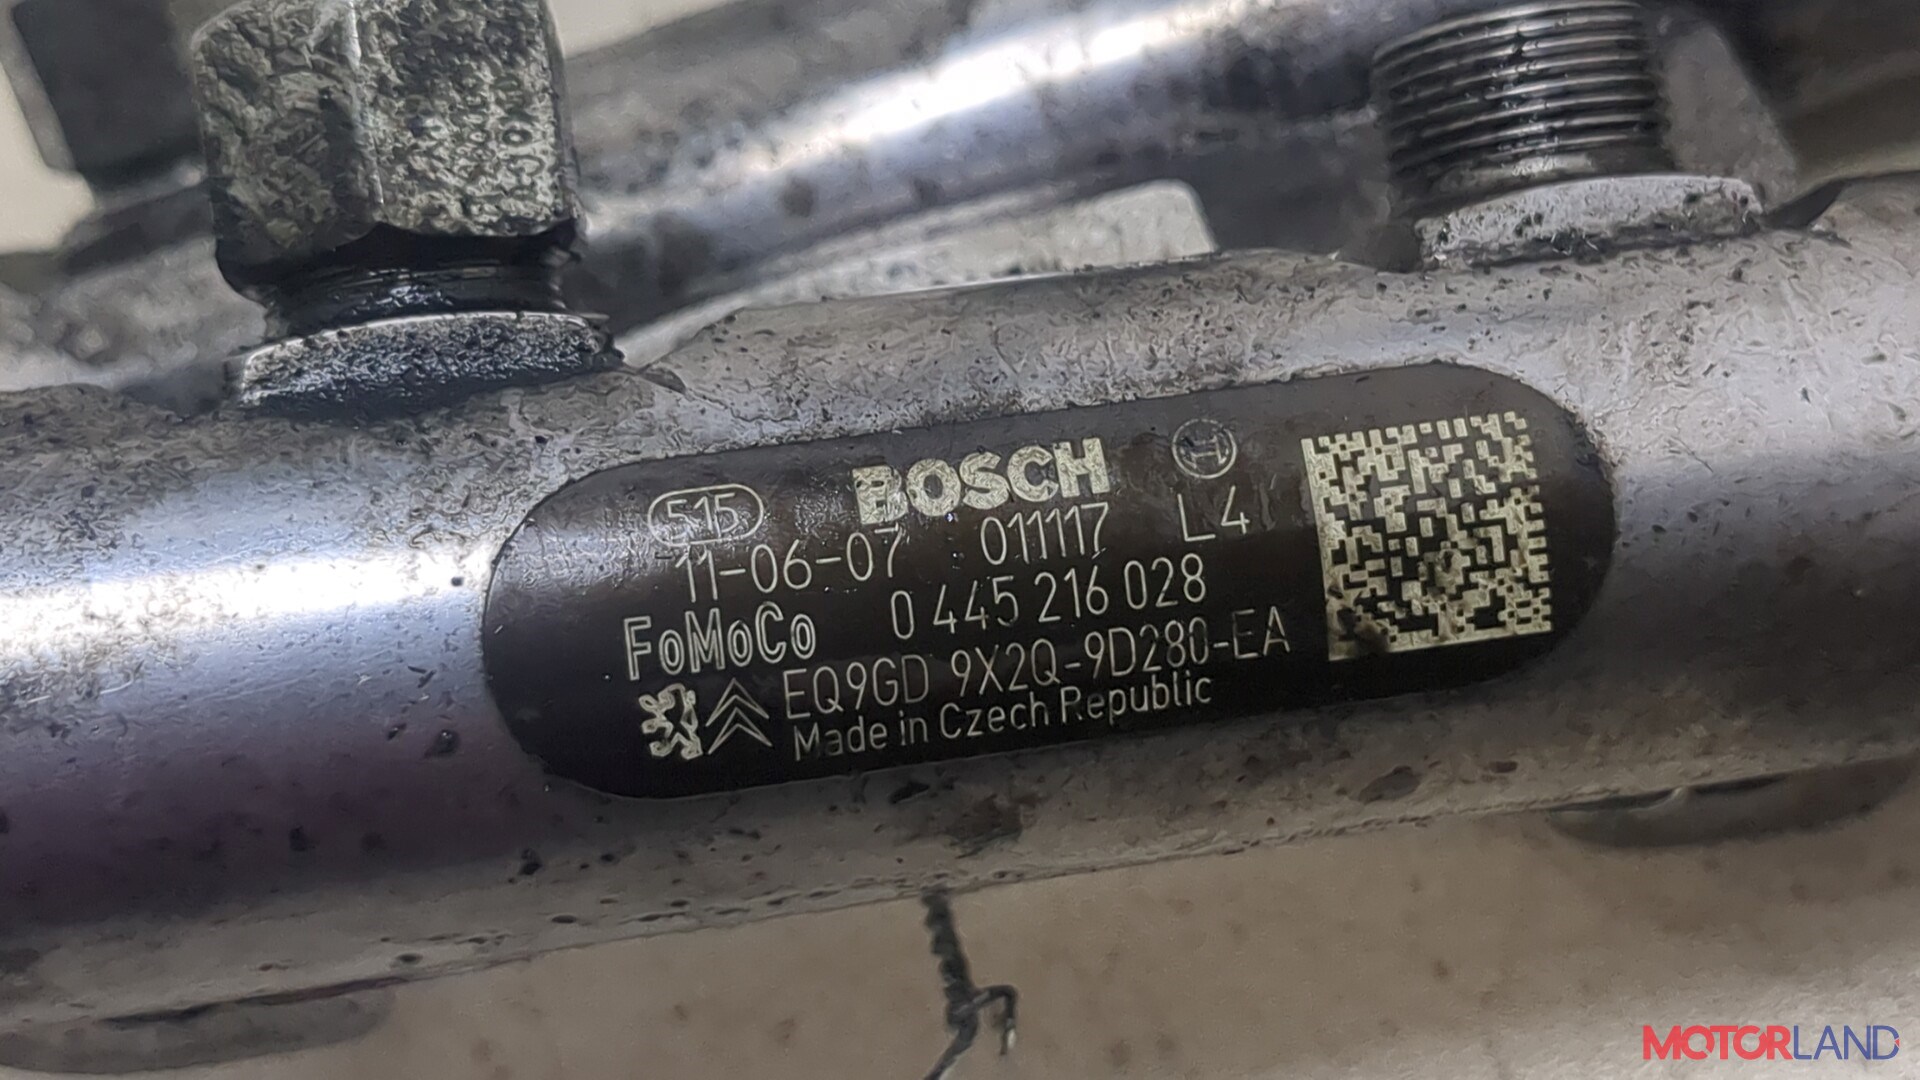 515 BOSCH
11-06-07 011117 L4
FoMoCo 0 445 216 028
EQ9GD 9X2Q-9D280-EA
Made in Czech Republic
MOTORLAND